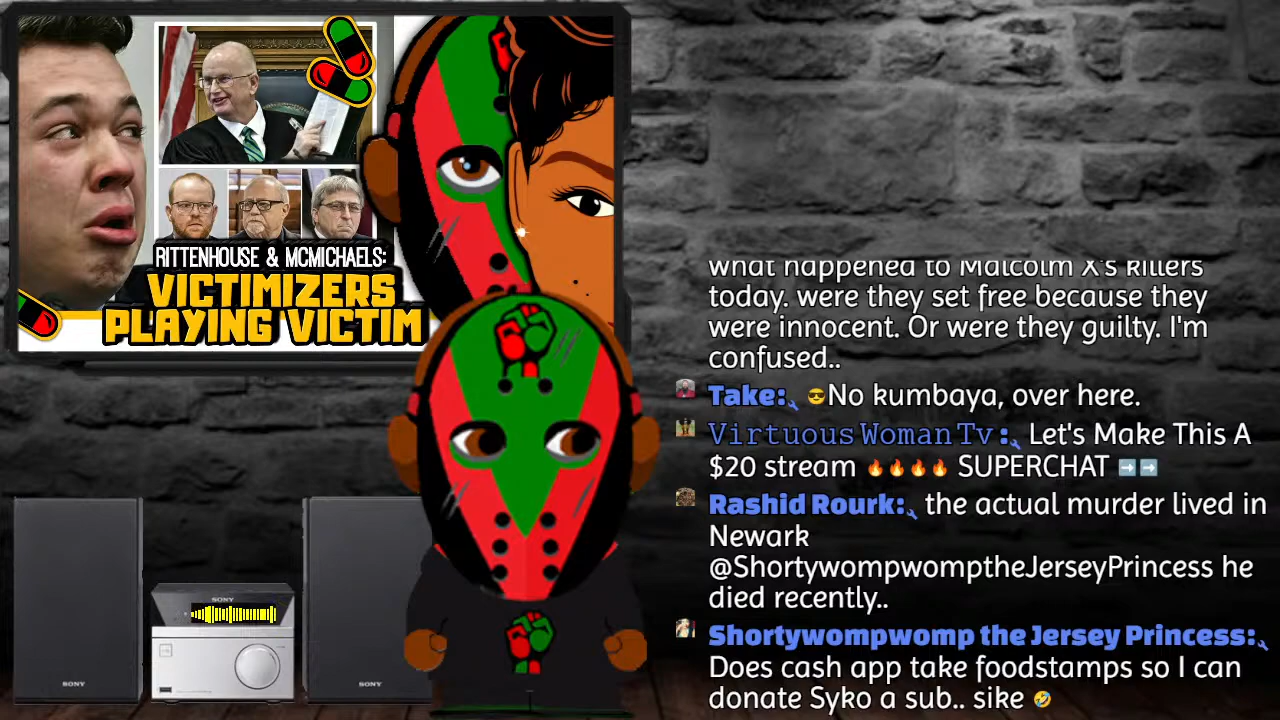 RITTENHOUSE & MCMICHAELS:
VICTIMIZERS
PLAYING VICTIM
SONY
SONY
SONY
what happened to Malcolm X's killers
today. were they set free because they
were innocent. Or were they guilty. I'm
confused..
Take: 😎No kumbaya, over here.
Virtuous Woman Tv : Let's Make This A
$20 stream 🔥🔥🔥🔥 SUPERCHAT ➡️➡️
Rashid Rourk: the actual murder lived in
Newark
@ShortywompwomptheJerseyPrincess he
died recently..
Shortywompwomp the Jersey Princess:
Does cash app take foodstamps so I can
donate Syko a sub.. sike 🤣